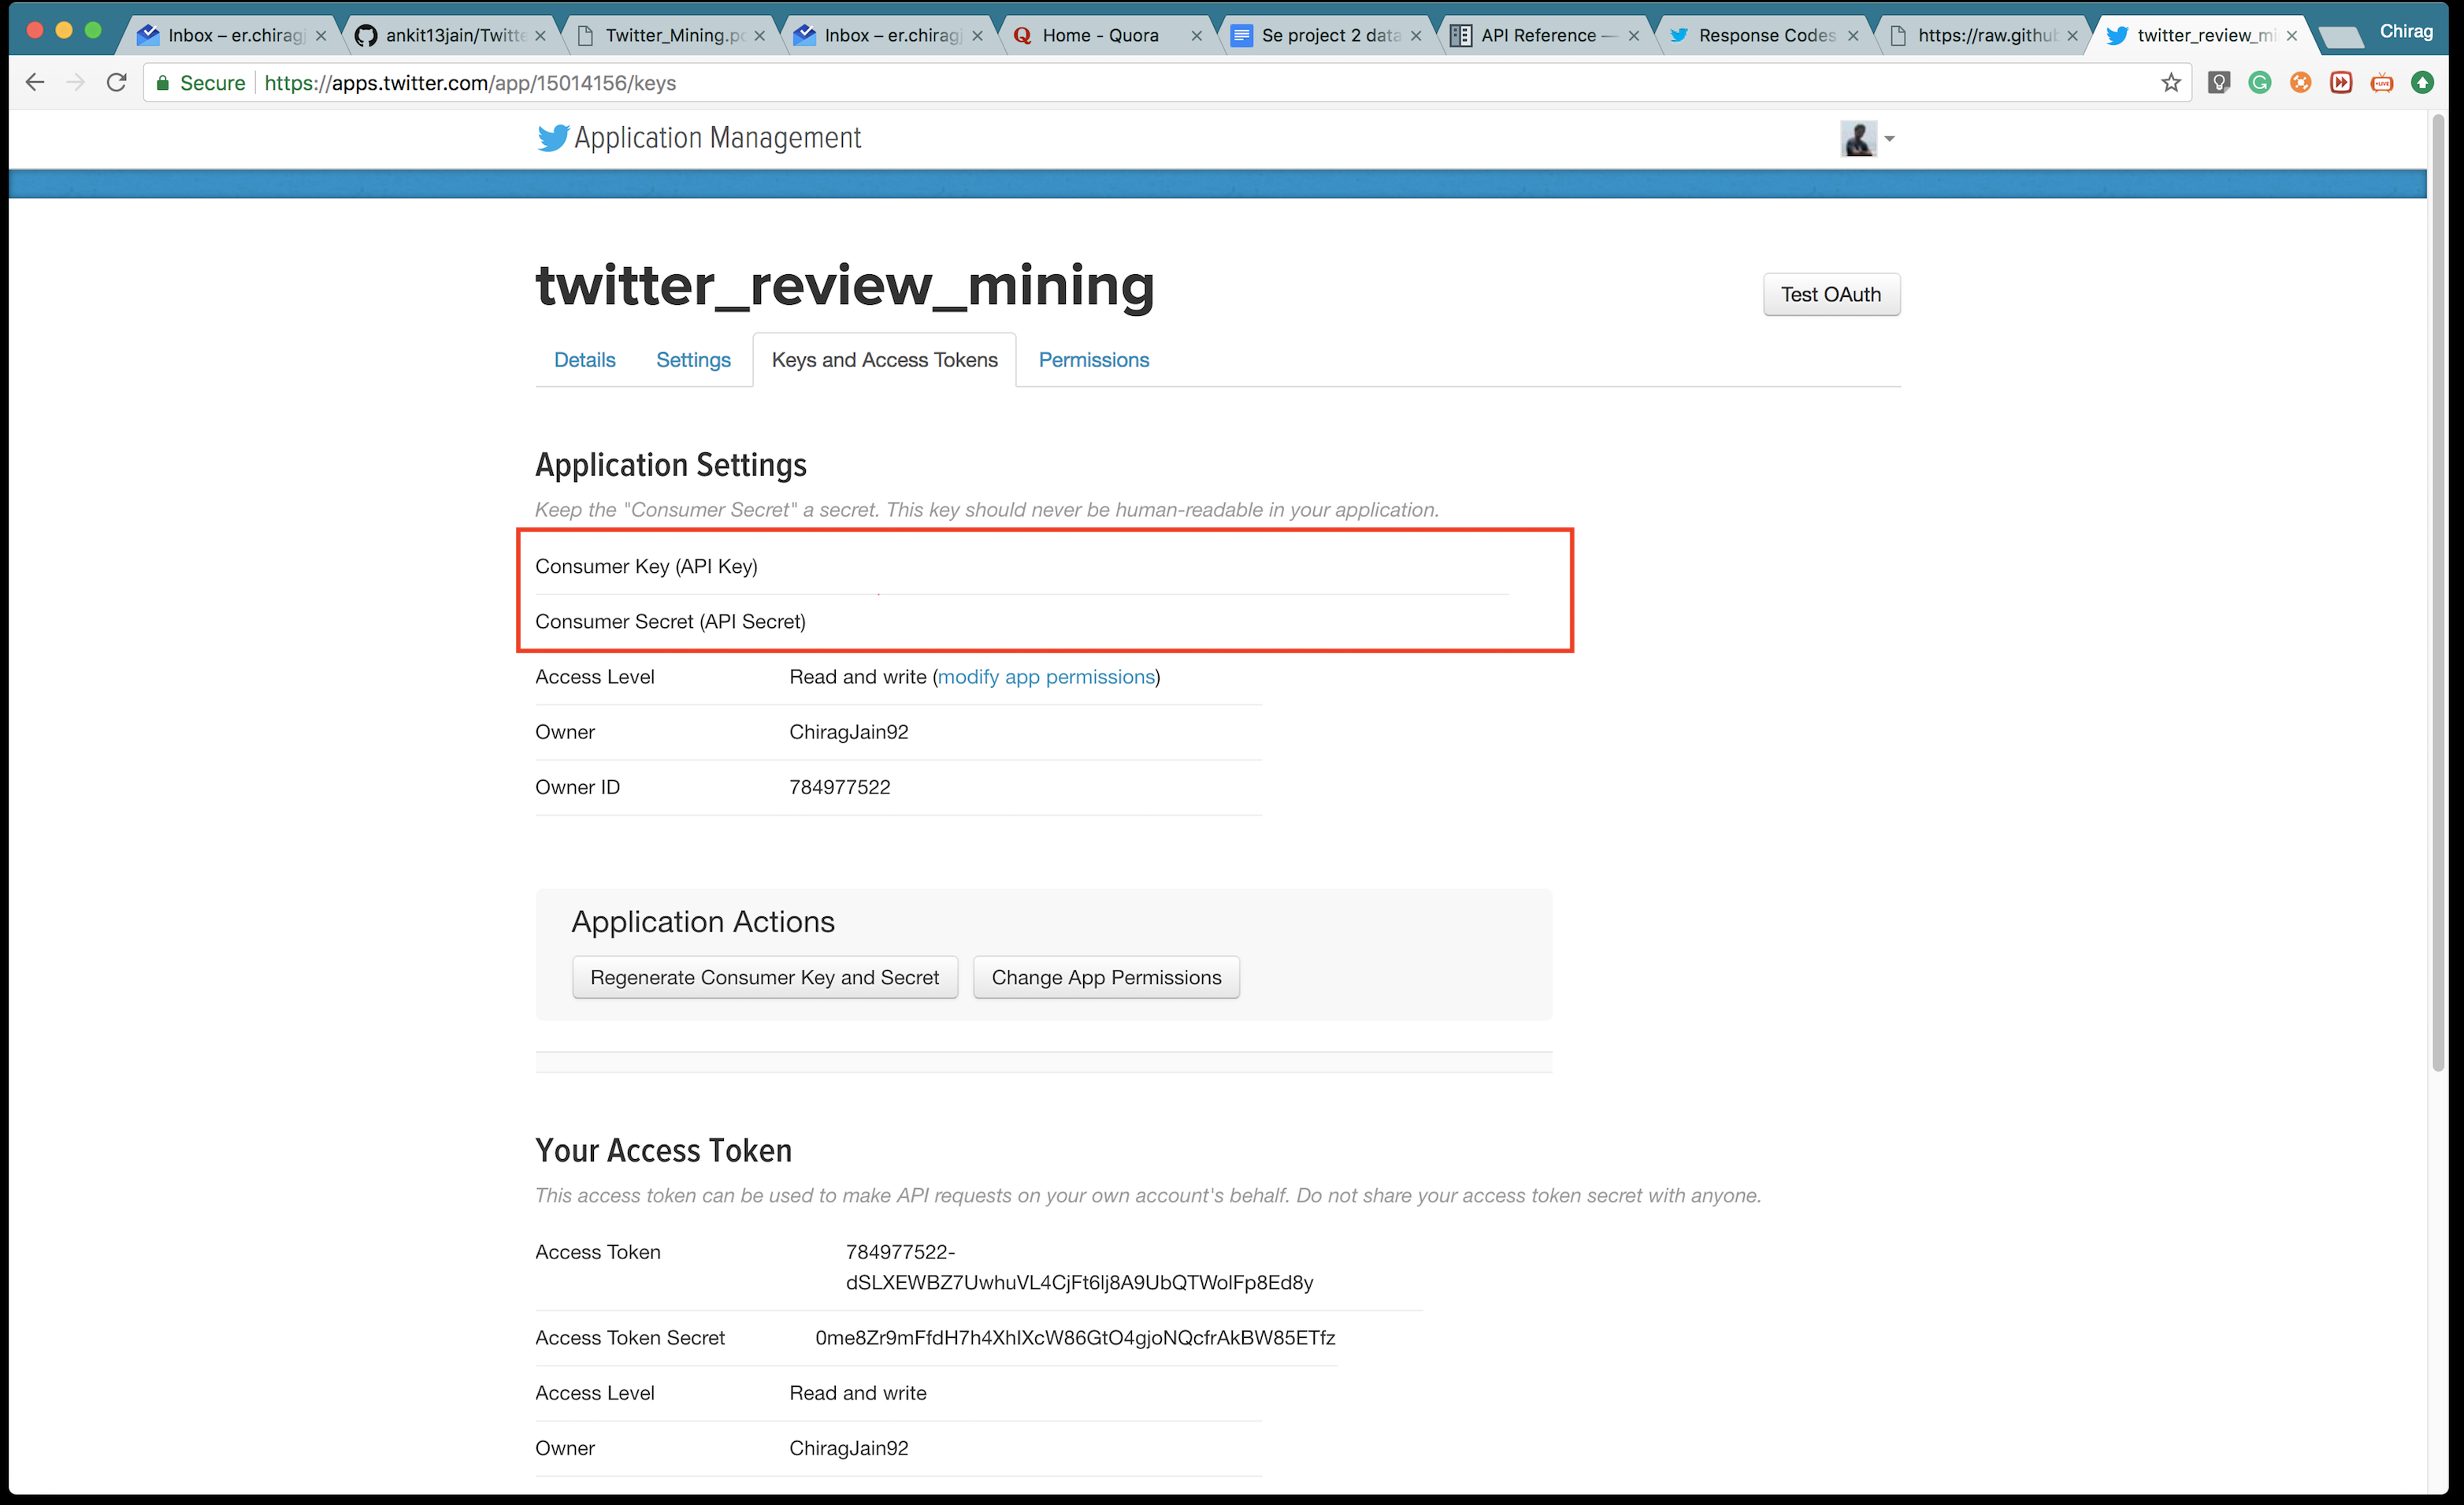 Inbox – er.chirag
ankit13jain/Twitte
Twitter_Mining.p
Inbox – er.chirag
Home - Quora
Se project 2 data
API Reference —
Response Codes
https://raw.githu
twitter_review_mi
Chirag
Secure https://apps.twitter.com/app/15014156/keys
Application Management
twitter_review_mining
Test OAuth
Details Settings Keys and Access Tokens Permissions
Application Settings
Keep the "Consumer Secret" a secret. This key should never be human-readable in your application.
Consumer Key (API Key)
Consumer Secret (API Secret)
Access Level Read and write (modify app permissions)
Owner ChiragJain92
Owner ID 784977522
Application Actions
Regenerate Consumer Key and Secret Change App Permissions
Your Access Token
This access token can be used to make API requests on your own account's behalf. Do not share your access token secret with anyone.
Access Token 784977522-
dSLXEWBZ7UwhuVL4CjFt6lj8A9UbQTWolFp8Ed8y
Access Token Secret 0me8Zr9mFfdH7h4XhIXcW86GtO4gjoNQcfrAkBW85ETfz
Access Level Read and write
Owner ChiragJain92